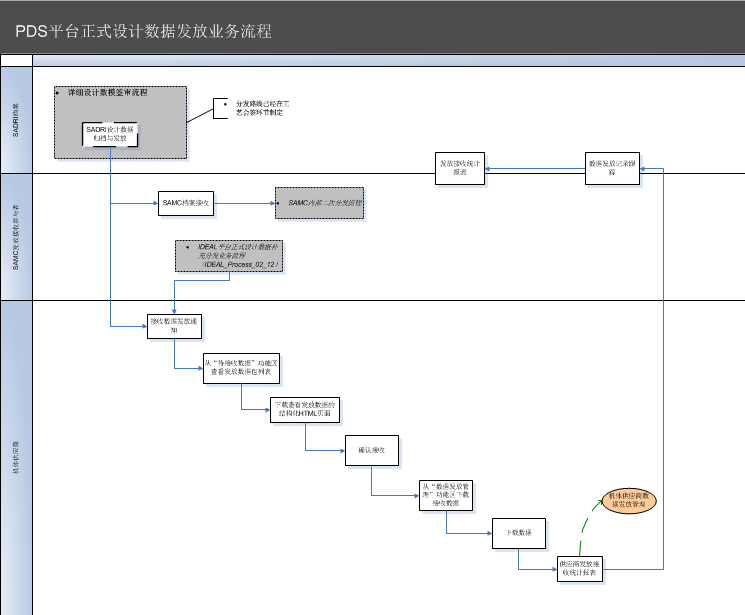 PDS平台正式设计数据发放业务流程
SADRI档案
详细设计数模签审流程
SADRI设计数据
归档与发放
分发路线已经在工
艺会签环节制定
发放接收统计
报表
数据发放记录跟
踪
SAMC发放接收参与者
SAMC档案接收
SAMC内部二次分发流程
IDEAL平台正式设计数据补
充分发业务流程
（IDEAL_Process_02_12）
机体供应商
接收数据发放通
知
从“待接收数据”功能区
查看发放数据包列表
下载查看发放数据的
结构化HTML页面
确认接收
从“数据发放管
理”功能区下载
接收数据
下载数据
供应商发放接
收统计报表
机体供应商数
据发放管理